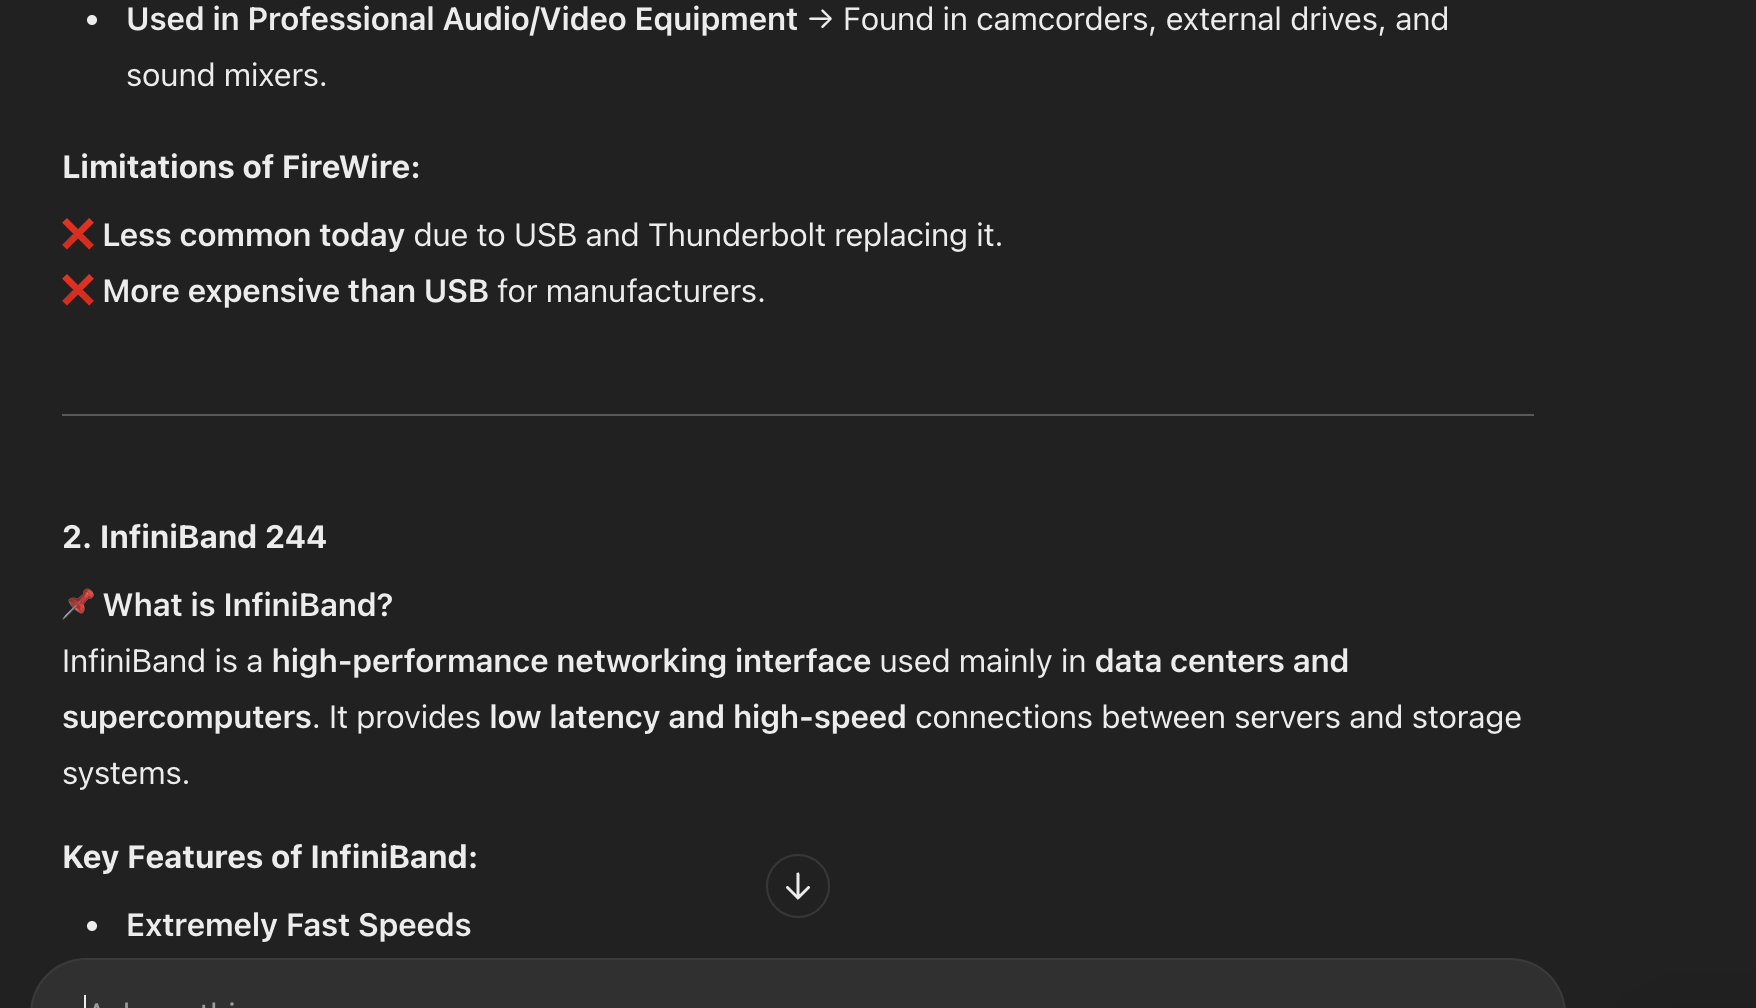 • Used in Professional Audio/Video Equipment → Found in camcorders, external drives, and
sound mixers.
Limitations of FireWire:
❌ Less common today due to USB and Thunderbolt replacing it.
❌ More expensive than USB for manufacturers.
2. InfiniBand 244
📌 What is InfiniBand?
InfiniBand is a high-performance networking interface used mainly in data centers and
supercomputers. It provides low latency and high-speed connections between servers and storage
systems.
Key Features of InfiniBand:
• Extremely Fast Speeds